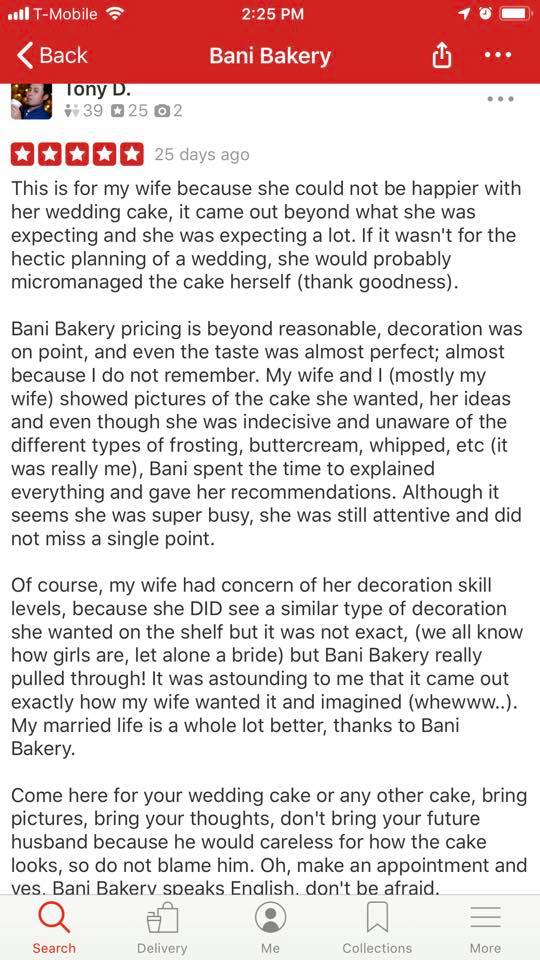 T-Mobile 2:25 PM
Back Bani Bakery
Tony D.
39 25 2
25 days ago
This is for my wife because she could not be happier with
her wedding cake, it came out beyond what she was
expecting and she was expecting a lot. If it wasn't for the
hectic planning of a wedding, she would probably
micromanaged the cake herself (thank goodness).
Bani Bakery pricing is beyond reasonable, decoration was
on point, and even the taste was almost perfect; almost
because I do not remember. My wife and I (mostly my
wife) showed pictures of the cake she wanted, her ideas
and even though she was indecisive and unaware of the
different types of frosting, buttercream, whipped, etc (it
was really me), Bani spent the time to explained
everything and gave her recommendations. Although it
seems she was super busy, she was still attentive and did
not miss a single point.
Of course, my wife had concern of her decoration skill
levels, because she DID see a similar type of decoration
she wanted on the shelf but it was not exact, (we all know
how girls are, let alone a bride) but Bani Bakery really
pulled through! It was astounding to me that it came out
exactly how my wife wanted it and imagined (whewww..).
My married life is a whole lot better, thanks to Bani
Bakery.
Come here for your wedding cake or any other cake, bring
pictures, bring your thoughts, don't bring your future
husband because he would careless for how the cake
looks, so do not blame him. Oh, make an appointment and
yes, Bani Bakery speaks English, don't be afraid.
Search Delivery Me Collections More